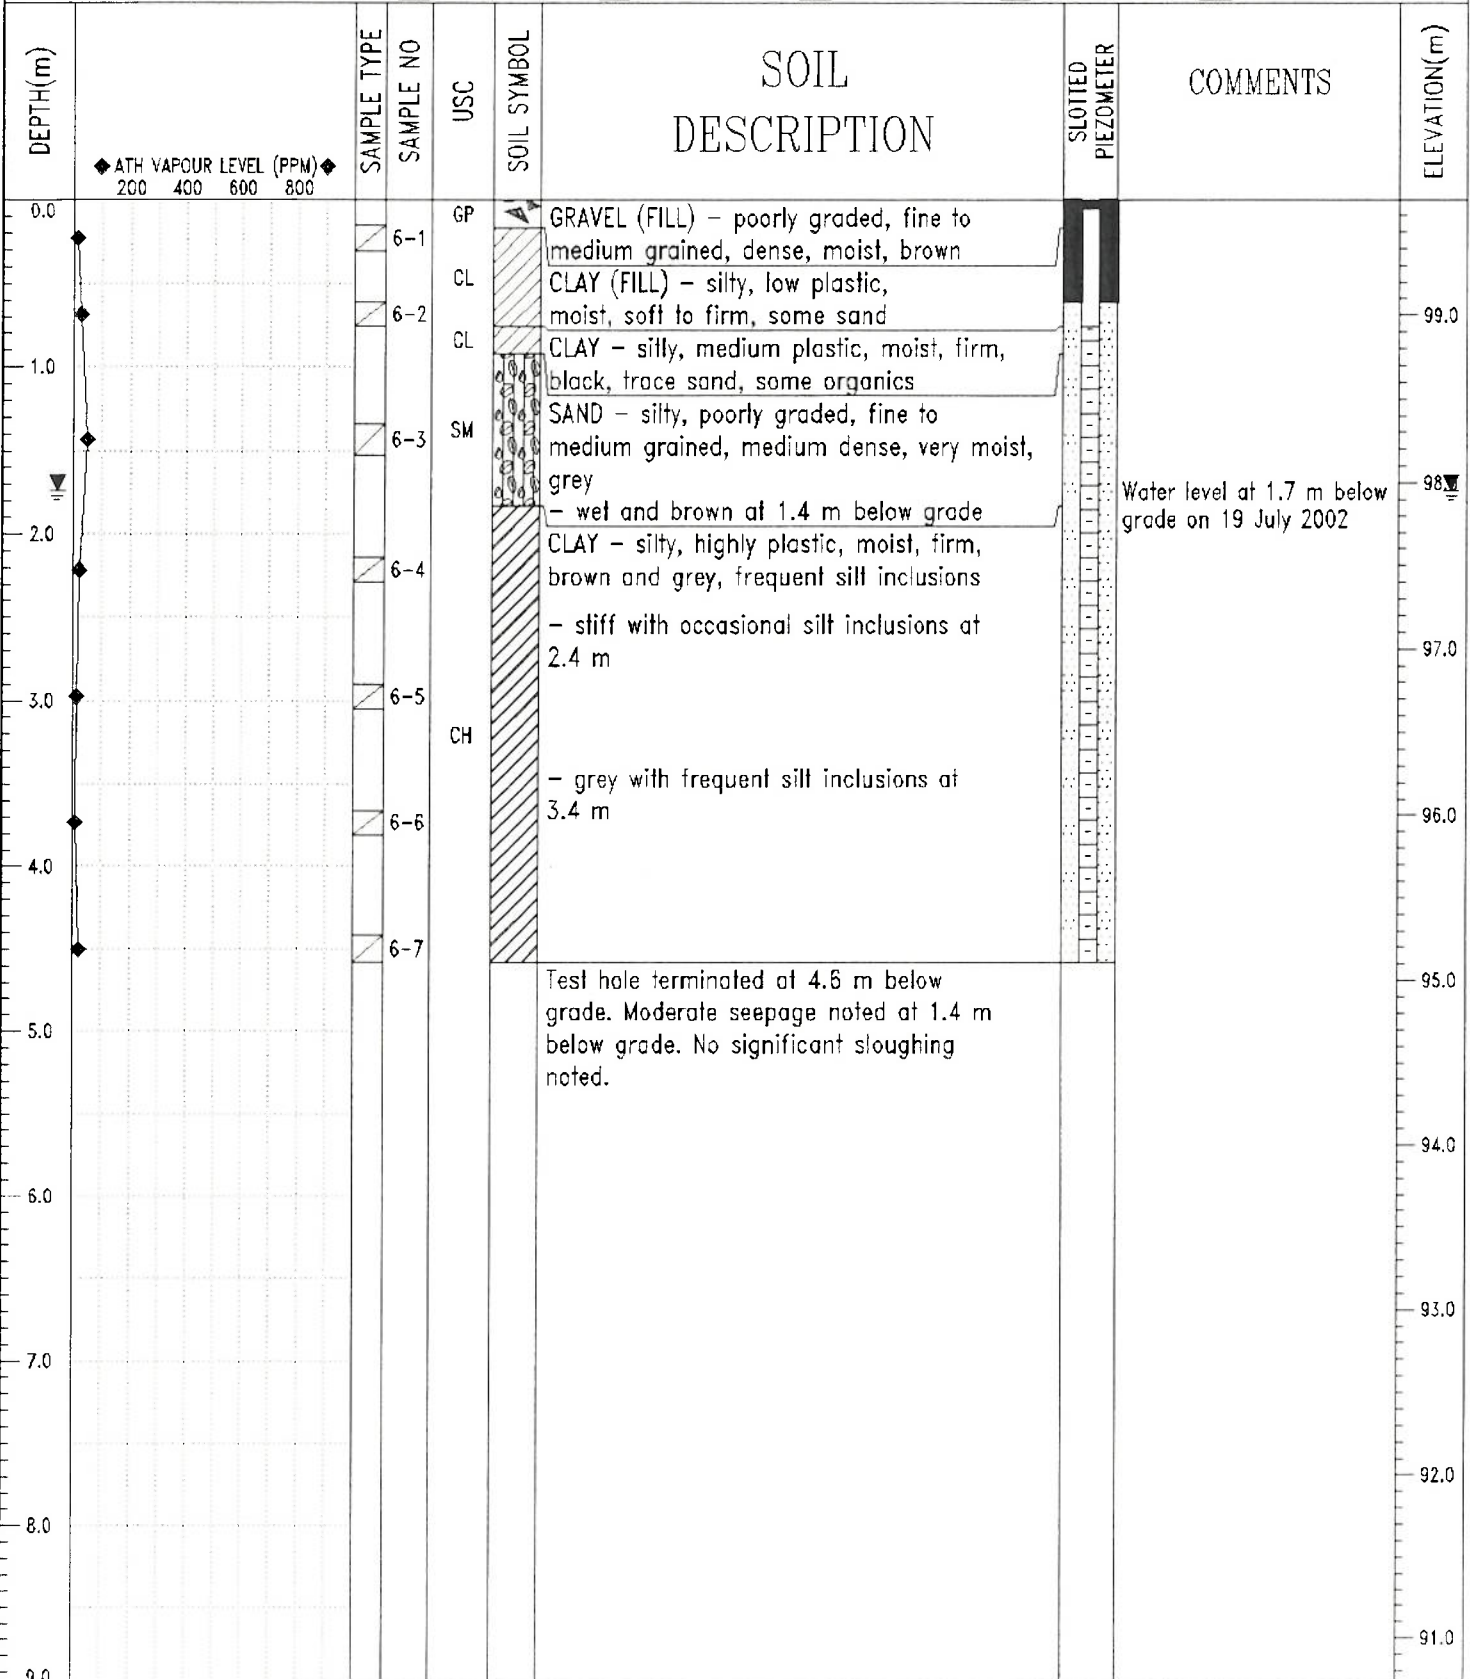 DEPTH(m)
◆ATH VAPOUR LEVEL (PPM)◆
200 400 600 800
SAMPLE TYPE
SAMPLE NO
USC
SOIL SYMBOL
SOIL
DESCRIPTION
SLOTTED
PIEZOMETER
COMMENTS
ELEVATION(m)
0.0
1.0
2.0
3.0
4.0
5.0
6.0
7.0
8.0
9.0
6-1
6-2
6-3
6-4
6-5
6-6
6-7
GP
CL
CL
SM
CH
GRAVEL (FILL) - poorly graded, fine to
medium grained, dense, moist, brown
CLAY (FILL) - silty, low plastic,
moist, soft to firm, some sand
CLAY - silty, medium plastic, moist, firm,
black, trace sand, some organics
SAND - silty, poorly graded, fine to
medium grained, medium dense, very moist,
grey
- wet and brown at 1.4 m below grade
CLAY - silty, highly plastic, moist, firm,
brown and grey, frequent silt inclusions
- stiff with occasional silt inclusions at
2.4 m
- grey with frequent silt inclusions at
3.4 m
Test hole terminated at 4.6 m below
grade. Moderate seepage noted at 1.4 m
below grade. No significant sloughing
noted.
Water level at 1.7 m below
grade on 19 July 2002
99.0
98
97.0
96.0
95.0
94.0
93.0
92.0
91.0